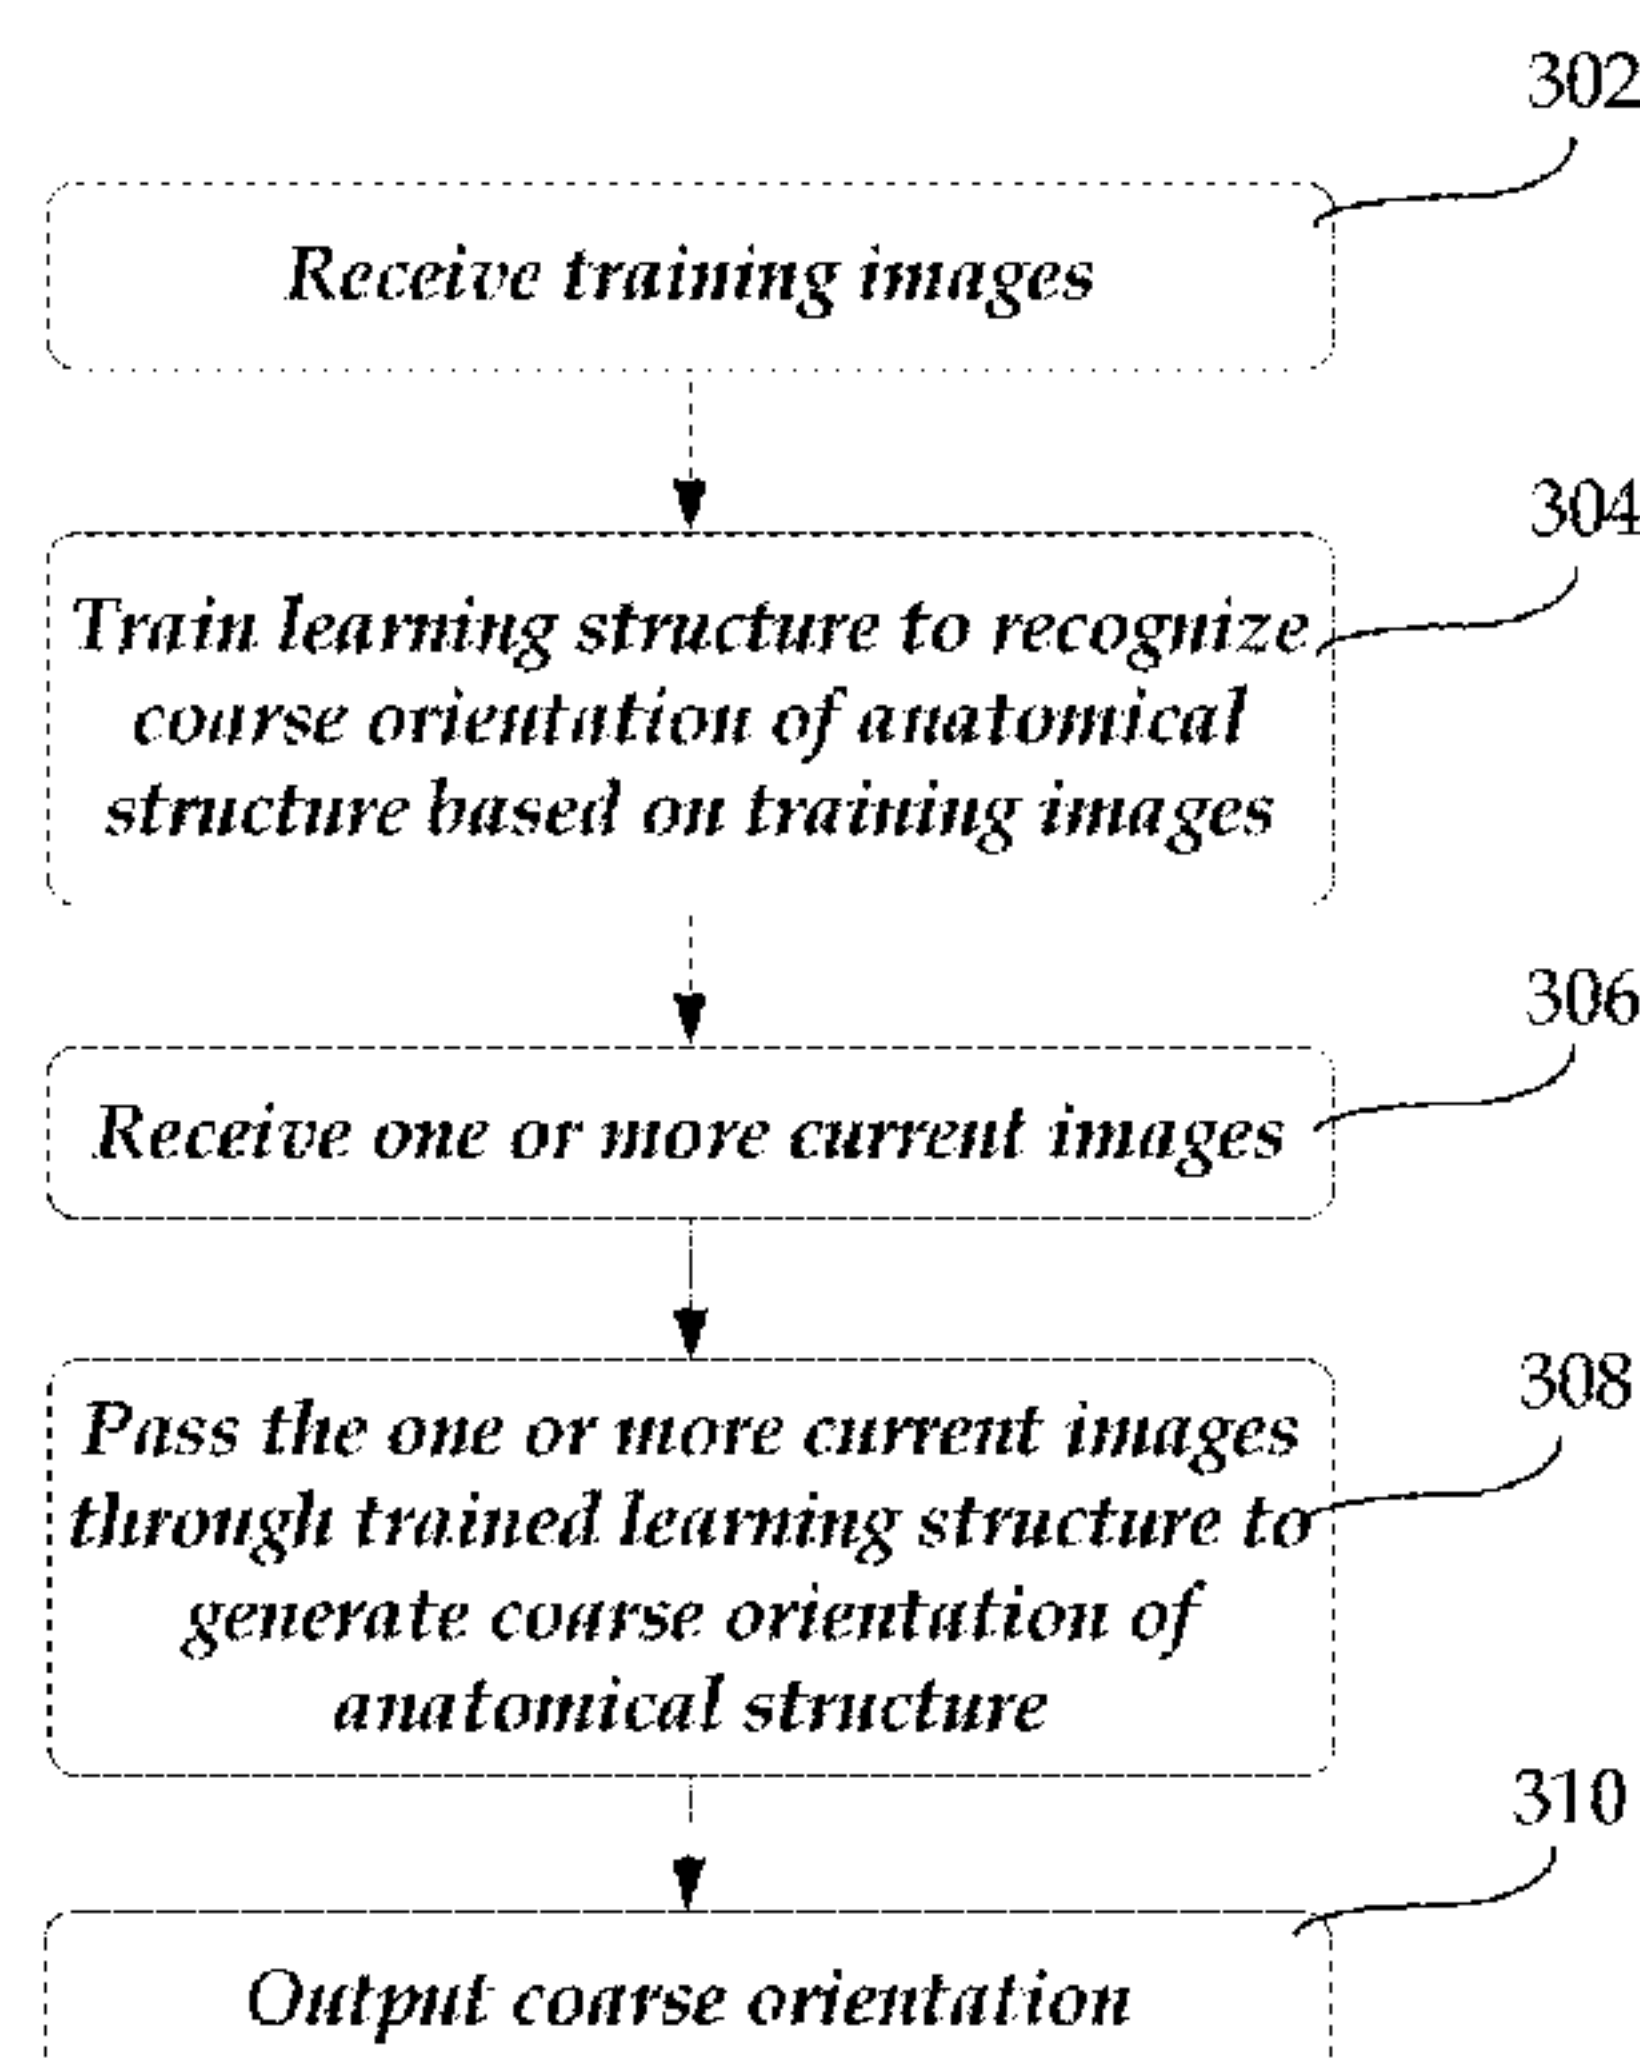 302
Receive training images
304
Train learning structure to recognize
coarse orientation of anatomical
structure based on training images
306
Receive one or more current images
308
Pass the one or more current images
through trained learning structure to
generate coarse orientation of
anatomical structure
310
Output coarse orientation